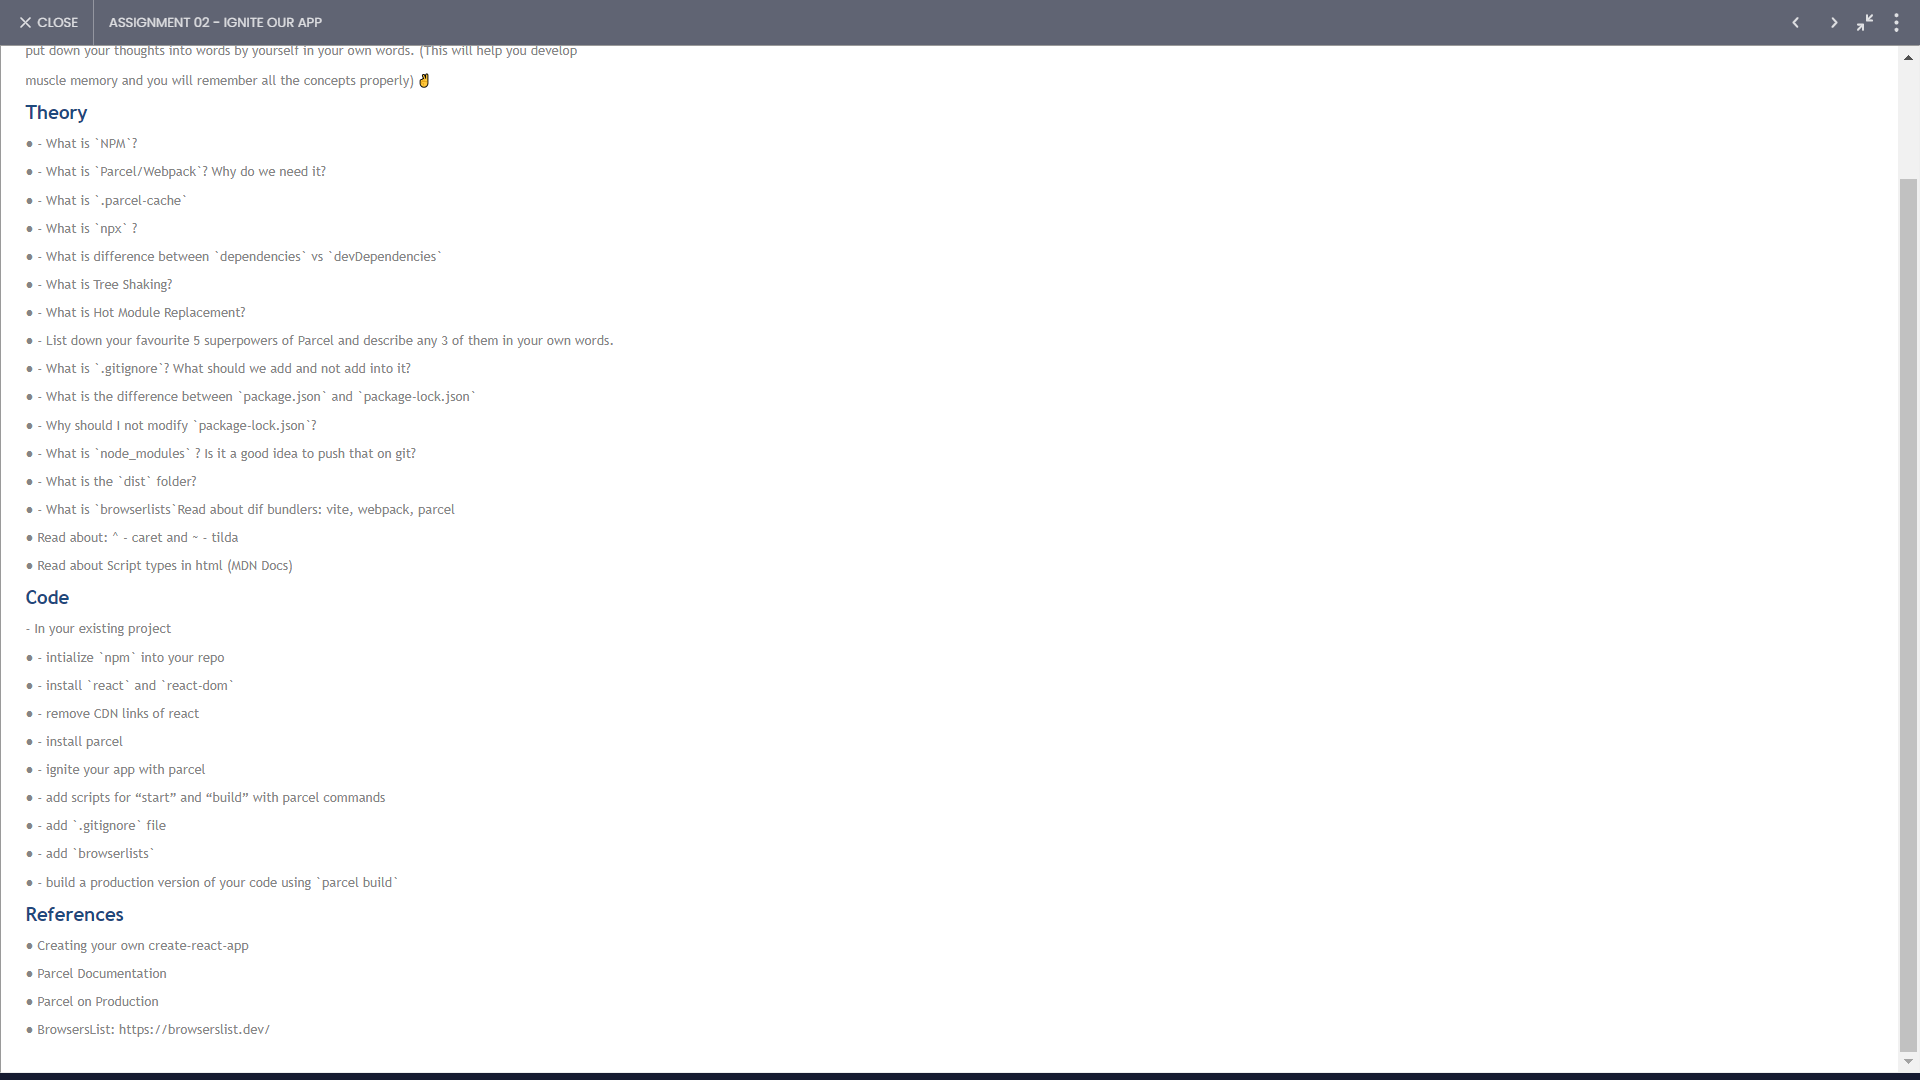 CLOSE
ASSIGNMENT 02 - IGNITE OUR APP
put down your thoughts into words by yourself in your own words. (This will help you develop
muscle memory and you will remember all the concepts properly) ✌
Theory
● - What is `NPM`?
● - What is `Parcel/Webpack`? Why do we need it?
● - What is `.parcel-cache`
● - What is `npx` ?
● - What is difference between `dependencies` vs `devDependencies`
● - What is Tree Shaking?
● - What is Hot Module Replacement?
● - List down your favourite 5 superpowers of Parcel and describe any 3 of them in your own words.
● - What is `.gitignore`? What should we add and not add into it?
● - What is the difference between `package.json` and `package-lock.json`
● - Why should I not modify `package-lock.json`?
● - What is `node_modules` ? Is it a good idea to push that on git?
● - What is the `dist` folder?
● - What is `browserlists`Read about dif bundlers: vite, webpack, parcel
● Read about: ^ - caret and ~ - tilda
● Read about Script types in html (MDN Docs)
Code
- In your existing project
● - intialize `npm` into your repo
● - install `react` and `react-dom`
● - remove CDN links of react
● - install parcel
● - ignite your app with parcel
● - add scripts for “start” and “build” with parcel commands
● - add `.gitignore` file
● - add `browserlists`
● - build a production version of your code using `parcel build`
References
● Creating your own create-react-app
● Parcel Documentation
● Parcel on Production
● BrowsersList: https://browserslist.dev/